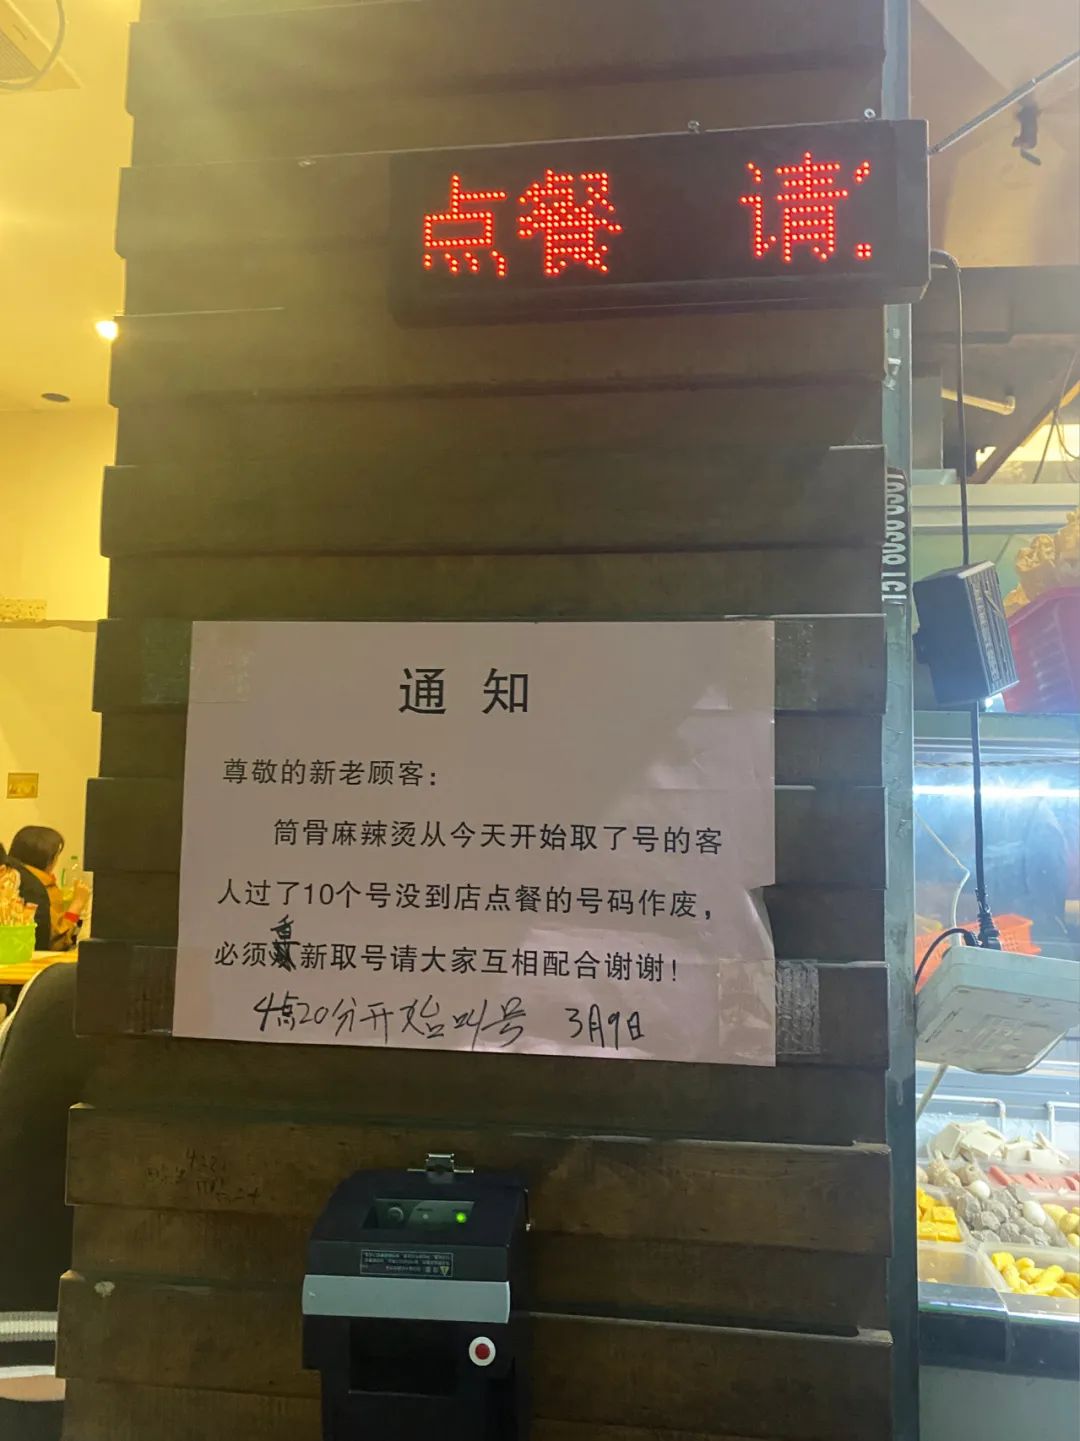 点餐 请
通知
尊敬的新老顾客：
筒骨麻辣烫从今天开始取了号的客
人过了10个号没到店点餐的号码作废，
必须重新取号请大家互相配合谢谢！
4点20分开始叫号 3月9日